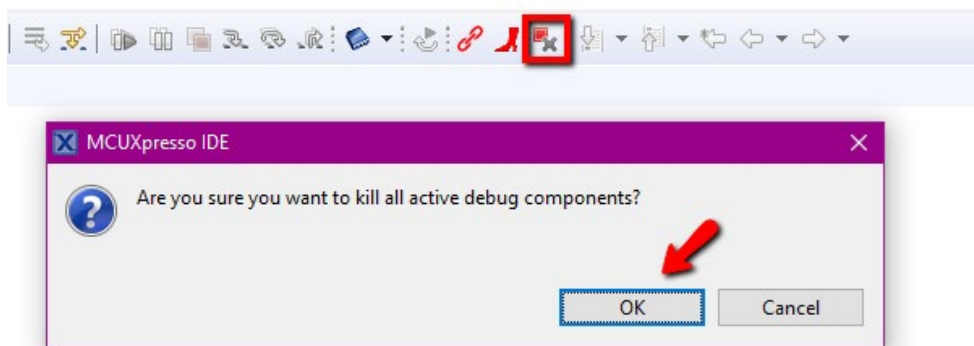 MCUXpresso IDE
Are you sure you want to kill all active debug components?
OK
Cancel